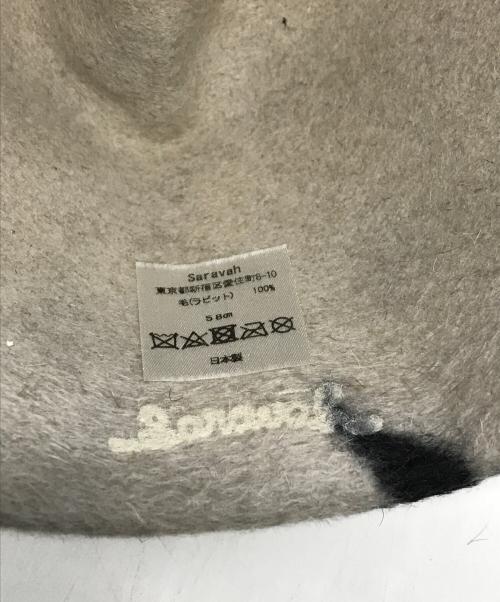 Saravah
東京都新宿区愛住町6-10
毛(ラビット) 100%
58cm
日本製
Saravah